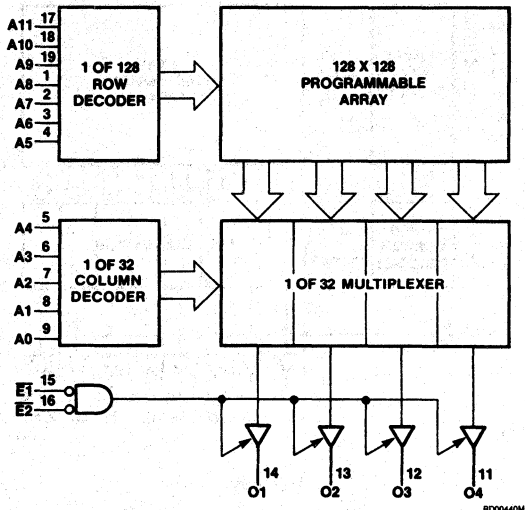 A11 17
A10 18
A9 19
A8 1
A7 2
A6 3
A5 4
1 OF 128
ROW
DECODER
128 X 128
PROGRAMMABLE
ARRAY
A4 5
A3 6
A2 7
A1 8
A0 9
1 OF 32
COLUMN
DECODER
1 OF 32 MULTIPLEXER
E1 15
E2 16
14 13 12 11
O1 O2 O3 O4
BD00440M